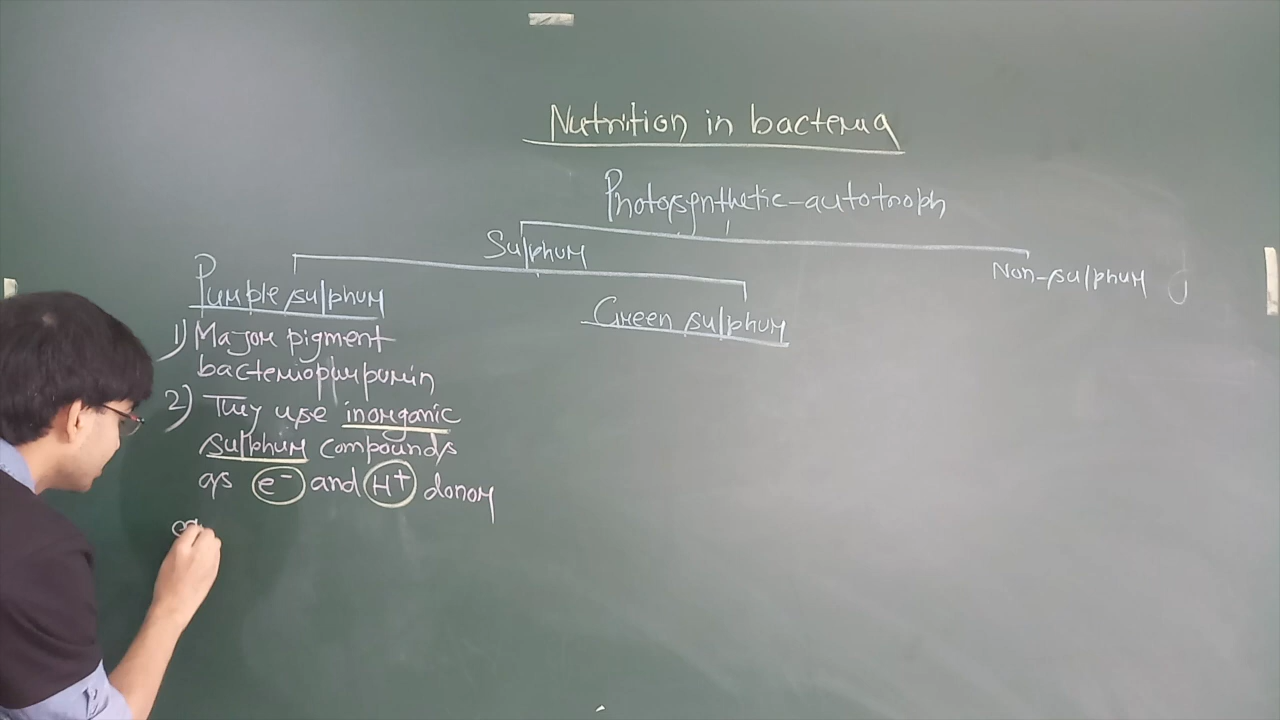 Nutrition in bacteria
Photosynthetic-autotroph
Sulphur
Non-sulphur
Purple sulphur
Green sulphur
1) Major pigment
bacteriopurpurin
2) They use inorganic
sulphur compounds
as e⁻ and H⁺ donor